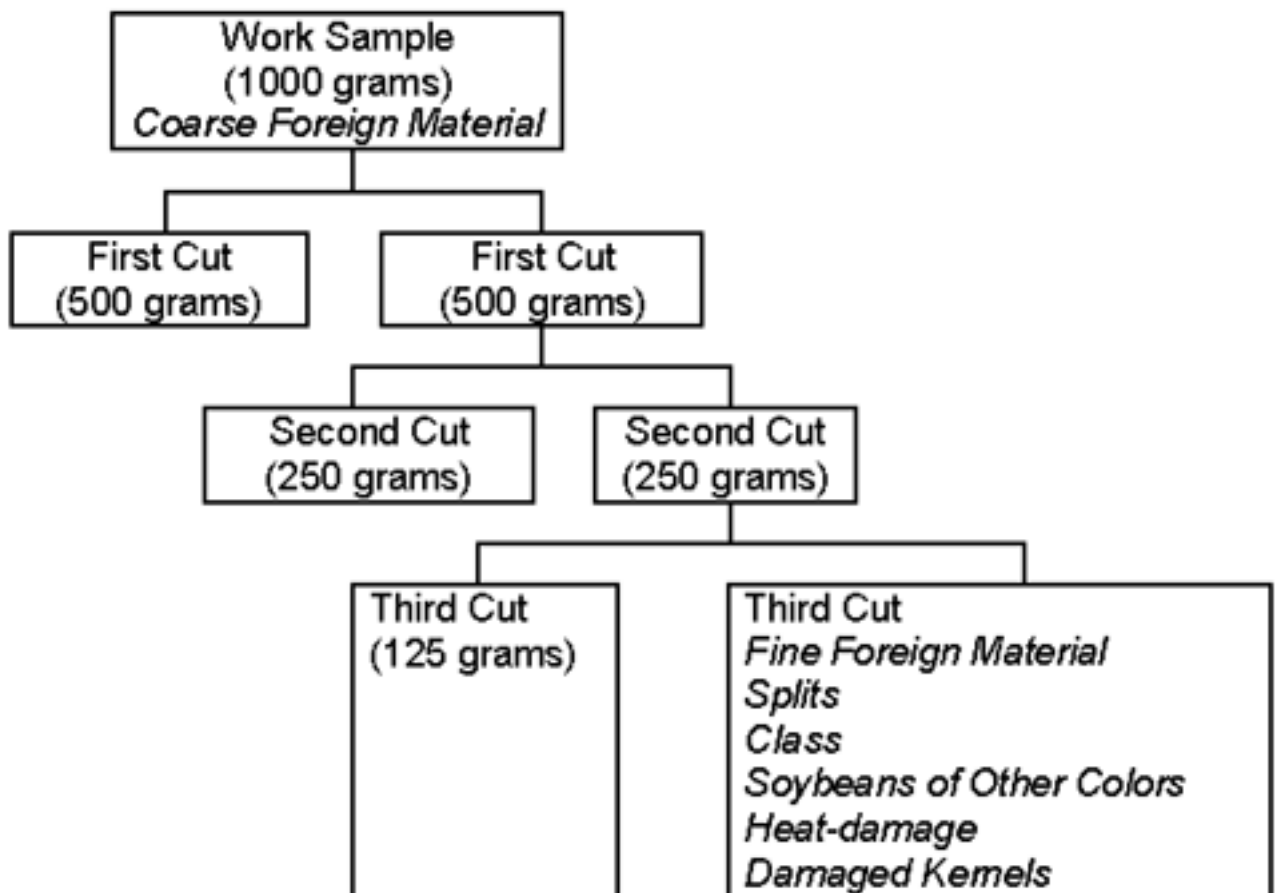 Work Sample
(1000 grams)
Coarse Foreign Material
First Cut
(500 grams)
First Cut
(500 grams)
Second Cut
(250 grams)
Second Cut
(250 grams)
Third Cut
(125 grams)
Third Cut
Fine Foreign Material
Splits
Class
Soybeans of Other Colors
Heat-damage
Damaged Kernels